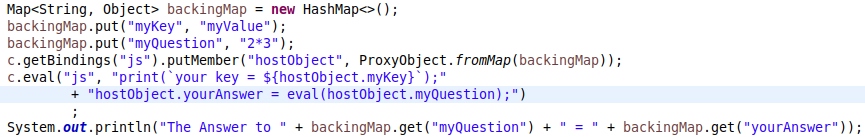 Map<String, Object> backingMap = new HashMap<>();
backingMap.put("myKey", "myValue");
backingMap.put("myQuestion", "2*3");
c.getBindings("js").putMember("hostObject", ProxyObject.fromMap(backingMap));
c.eval("js", "print(`your key = ${hostObject.myKey}`);"
+ "hostObject.yourAnswer = eval(hostObject.myQuestion);")
;
System.out.println("The Answer to " + backingMap.get("myQuestion") + " = " + backingMap.get("yourAnswer"));